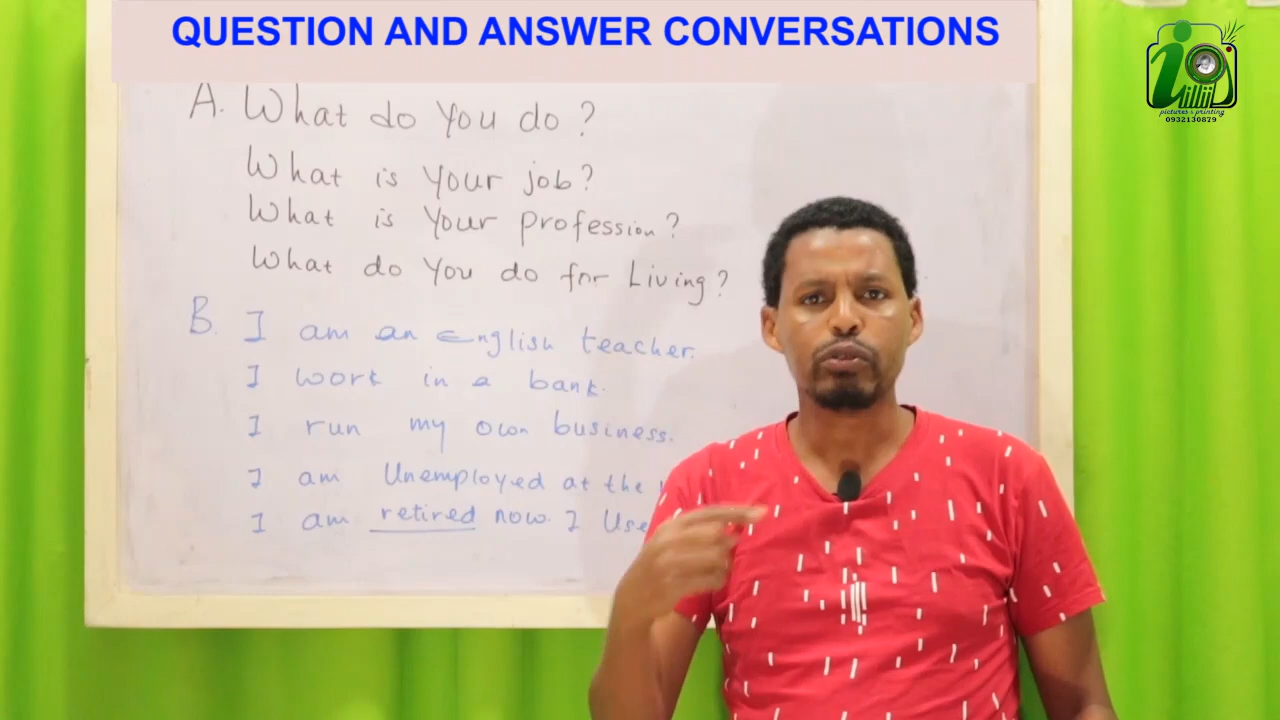 QUESTION AND ANSWER CONVERSATIONS
A. What do you do?
What is your job?
What is your profession?
What do you do for Living?
B. I am an English teacher.
I work in a bank.
I run my own business.
I am Unemployed at the
I am retired now. I Use
pictures & printing
0932130879